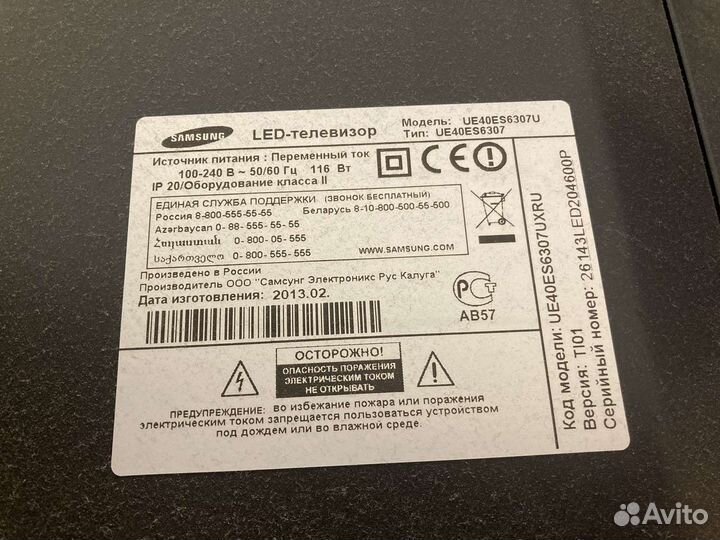 SAMSUNG
LED-телевизор
Модель: UE40ES6307U
Тип: UE40ES6307
Источник питания : Переменный ток
100-240 В ~ 50/60 Гц 116 Вт
IP 20/Оборудование класса II
ЕДИНАЯ СЛУЖБА ПОДДЕРЖКИ (ЗВОНОК БЕСПЛАТНЫЙ)
Россия 8-800-555-55-55 Беларусь 8-10-800-500-55-500
Azərbaycan 0- 88-555- 55-55
Հայաստան 0- 800- 05- 555
საქართველო 0- 800- 555- 555
WWW.SAMSUNG.COM
Произведено в России
Производитель ООО "Самсунг Электроникс Рус Калуга"
Дата изготовления: 2013.02.
АВ57
ОСТОРОЖНО!
ОПАСНОСТЬ ПОРАЖЕНИЯ
ЭЛЕКТРИЧЕСКИМ ТОКОМ
НЕ ОТКРЫВАТЬ
ПРЕДУПРЕЖДЕНИЕ: во избежание пожара или поражения
электрическим током запрещается пользоваться устройством
под дождем или во влажной среде.
Код модели: UE40ES6307UXRU
Версия: TI01
Серийный номер: 26143LED204600P
Avito